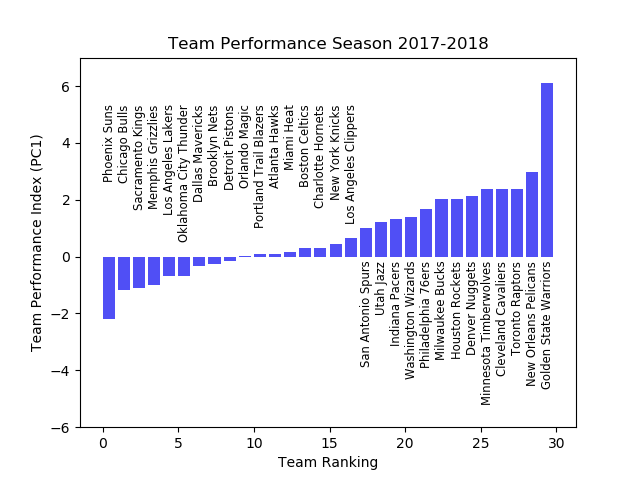 Team Performance Season 2017-2018
Team Performance Index (PC1)
6
4
2
0
−2
−4
−6
Phoenix Suns
Chicago Bulls
Sacramento Kings
Memphis Grizzlies
Los Angeles Lakers
Oklahoma City Thunder
Dallas Mavericks
Brooklyn Nets
Detroit Pistons
Orlando Magic
Portland Trail Blazers
Atlanta Hawks
Miami Heat
Boston Celtics
Charlotte Hornets
New York Knicks
Los Angeles Clippers
San Antonio Spurs
Utah Jazz
Indiana Pacers
Washington Wizards
Philadelphia 76ers
Milwaukee Bucks
Houston Rockets
Denver Nuggets
Minnesota Timberwolves
Cleveland Cavaliers
Toronto Raptors
New Orleans Pelicans
Golden State Warriors
0 5 10 15 20 25 30
Team Ranking